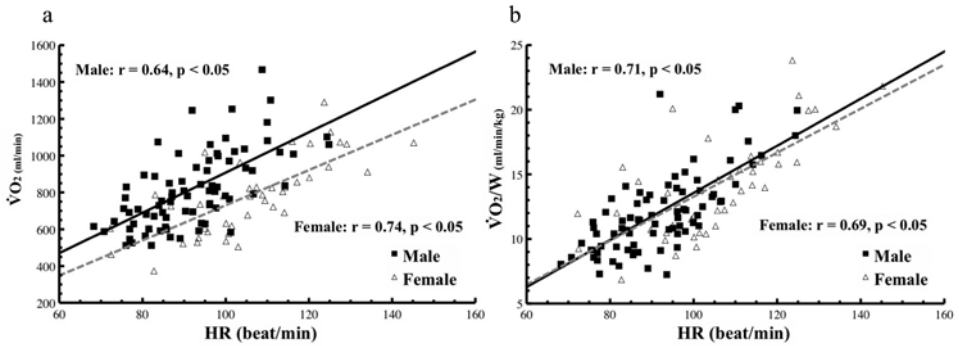 a
1600
1400
1200
1000
800
600
400
200
V̇O₂ (ml/min)
Male: r = 0.64, p < 0.05
Female: r = 0.74, p < 0.05
Male
Female
60 80 100 120 140 160
HR (beat/min)
b
25
20
15
10
5
V̇O₂/W (ml/min/kg)
Male: r = 0.71, p < 0.05
Female: r = 0.69, p < 0.05
Male
Female
60 80 100 120 140 160
HR (beat/min)